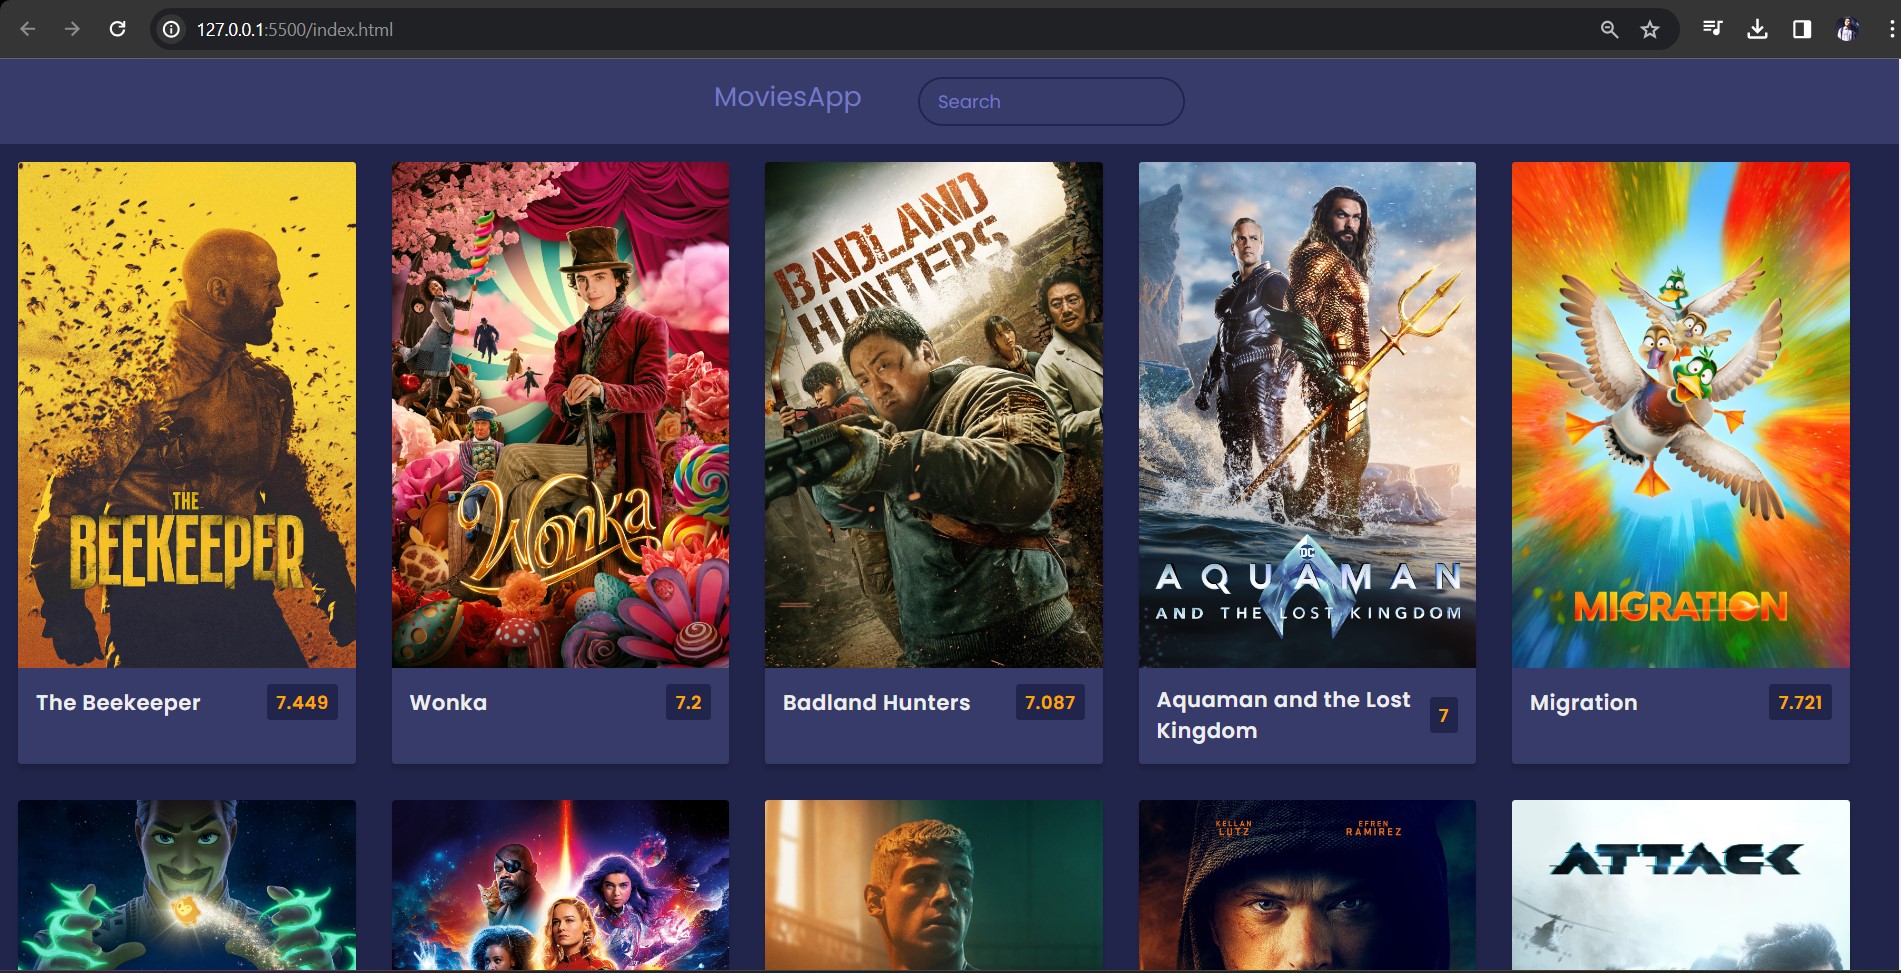 127.0.0.1:5500/index.html
MoviesApp
Search
THE
BEEKEEPER
Wonka
BADLAND
HUNTERS
DC
AQUAMAN
AND THE LOST KINGDOM
MIGRATION
The Beekeeper
7.449
Wonka
7.2
Badland Hunters
7.087
Aquaman and the Lost
Kingdom
7
Migration
7.721
KELLAN
LUTZ
EFREN
RAMIREZ
ATTACK